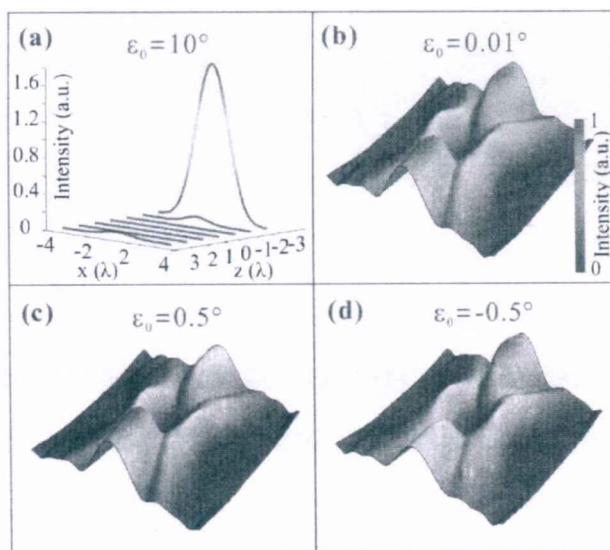 (a)
ε₀=10°
Intensity (a.u.)
1.6
1.2
0.8
0.4
0
-4
-2
2
4
x (λ)
3
2
1
0
-1
-2
-3
z (λ)
(b)
ε₀=0.01°
1
Intensity (a.u.)
0
(c)
ε₀=0.5°
(d)
ε₀=-0.5°